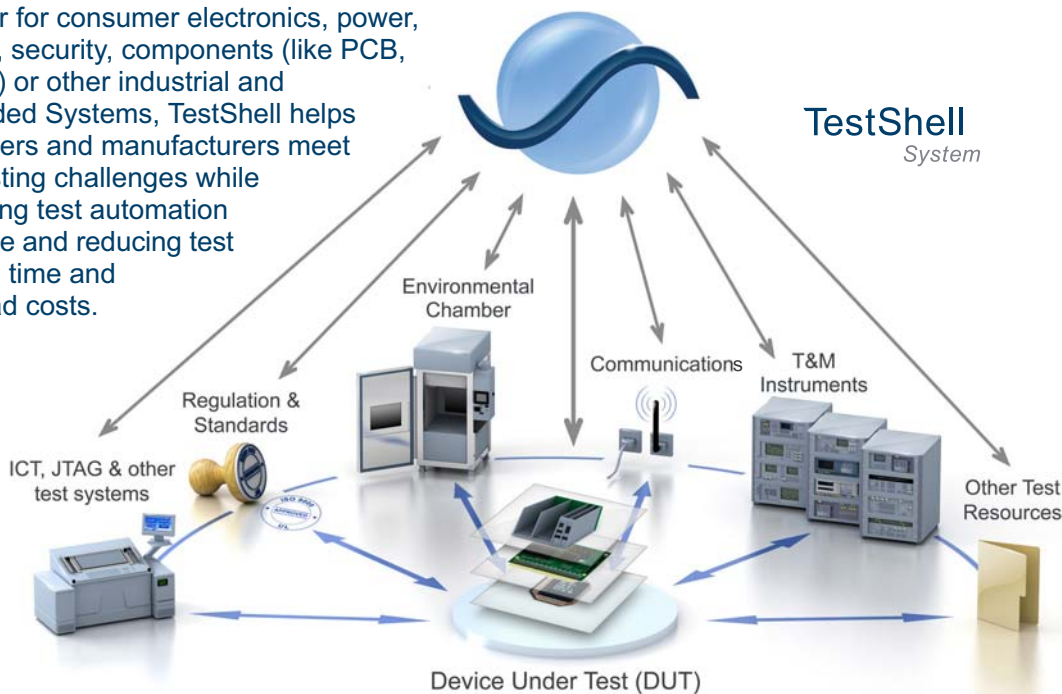 r for consumer electronics, power,
, security, components (like PCB,
) or other industrial and
ded Systems, TestShell helps
ers and manufacturers meet
sting challenges while
ng test automation
e and reducing test
time and
d costs.
TestShell
System
Environmental
Chamber
Communications
T&M
Instruments
Regulation &
Standards
ICT, JTAG & other
test systems
Other Test
Resources
APPROVED
Device Under Test (DUT)